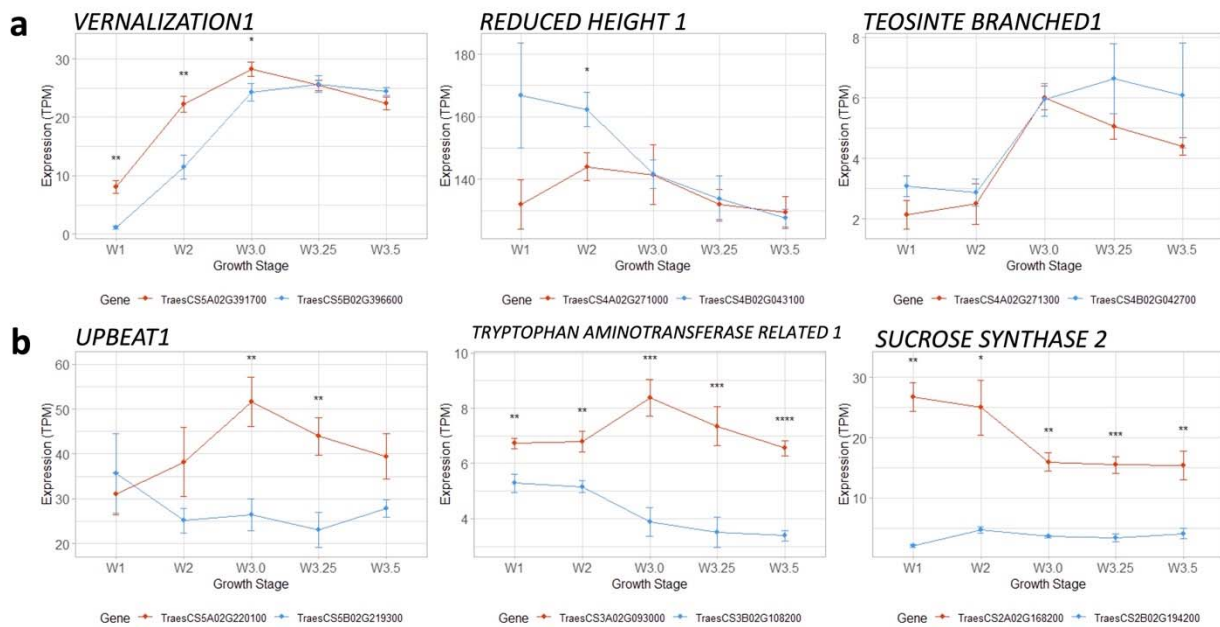 a
VERNALIZATION1
REDUCED HEIGHT 1
TEOSINTE BRANCHED1
Expression (TPM)
30
20
10
0
**
**
*
W1 W2 W3.0 W3.25 W3.5
Growth Stage
Gene TraesCS5A02G391700 TraesCS5B02G396600
Expression (TPM)
180
160
140
*
W1 W2 W3.0 W3.25 W3.5
Growth Stage
Gene TraesCS4A02G271000 TraesCS4B02G043100
Expression (TPM)
8
6
4
2
W1 W2 W3.0 W3.25 W3.5
Growth Stage
Gene TraesCS4A02G271300 TraesCS4B02G042700
b
UPBEAT1
TRYPTOPHAN AMINOTRANSFERASE RELATED 1
SUCROSE SYNTHASE 2
Expression (TPM)
60
50
40
30
20
**
**
W1 W2 W3.0 W3.25 W3.5
Growth Stage
Gene TraesCS5A02G220100 TraesCS5B02G219300
Expression (TPM)
10
8
6
4
**
**
***
***
****
W1 W2 W3.0 W3.25 W3.5
Growth Stage
Gene TraesCS3A02G093000 TraesCS3B02G108200
Expression (TPM)
30
20
10
**
*
**
***
**
W1 W2 W3.0 W3.25 W3.5
Growth Stage
Gene TraesCS2A02G168200 TraesCS2B02G194200